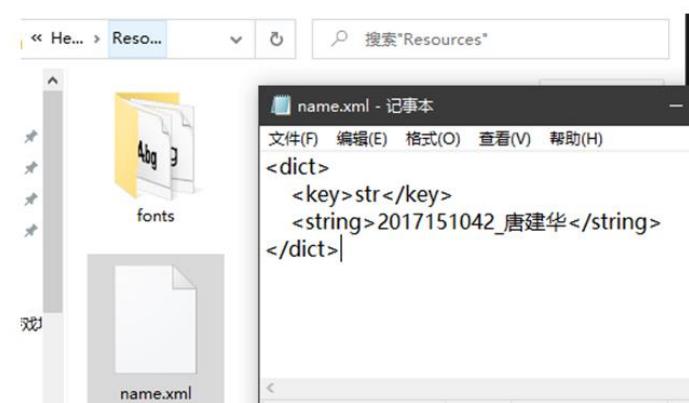 « He... › Reso...
搜索"Resources"
fonts
name.xml
name.xml - 记事本
文件(F) 编辑(E) 格式(O) 查看(V) 帮助(H)
<dict>
<key>str</key>
<string>2017151042_唐建华</string>
</dict>